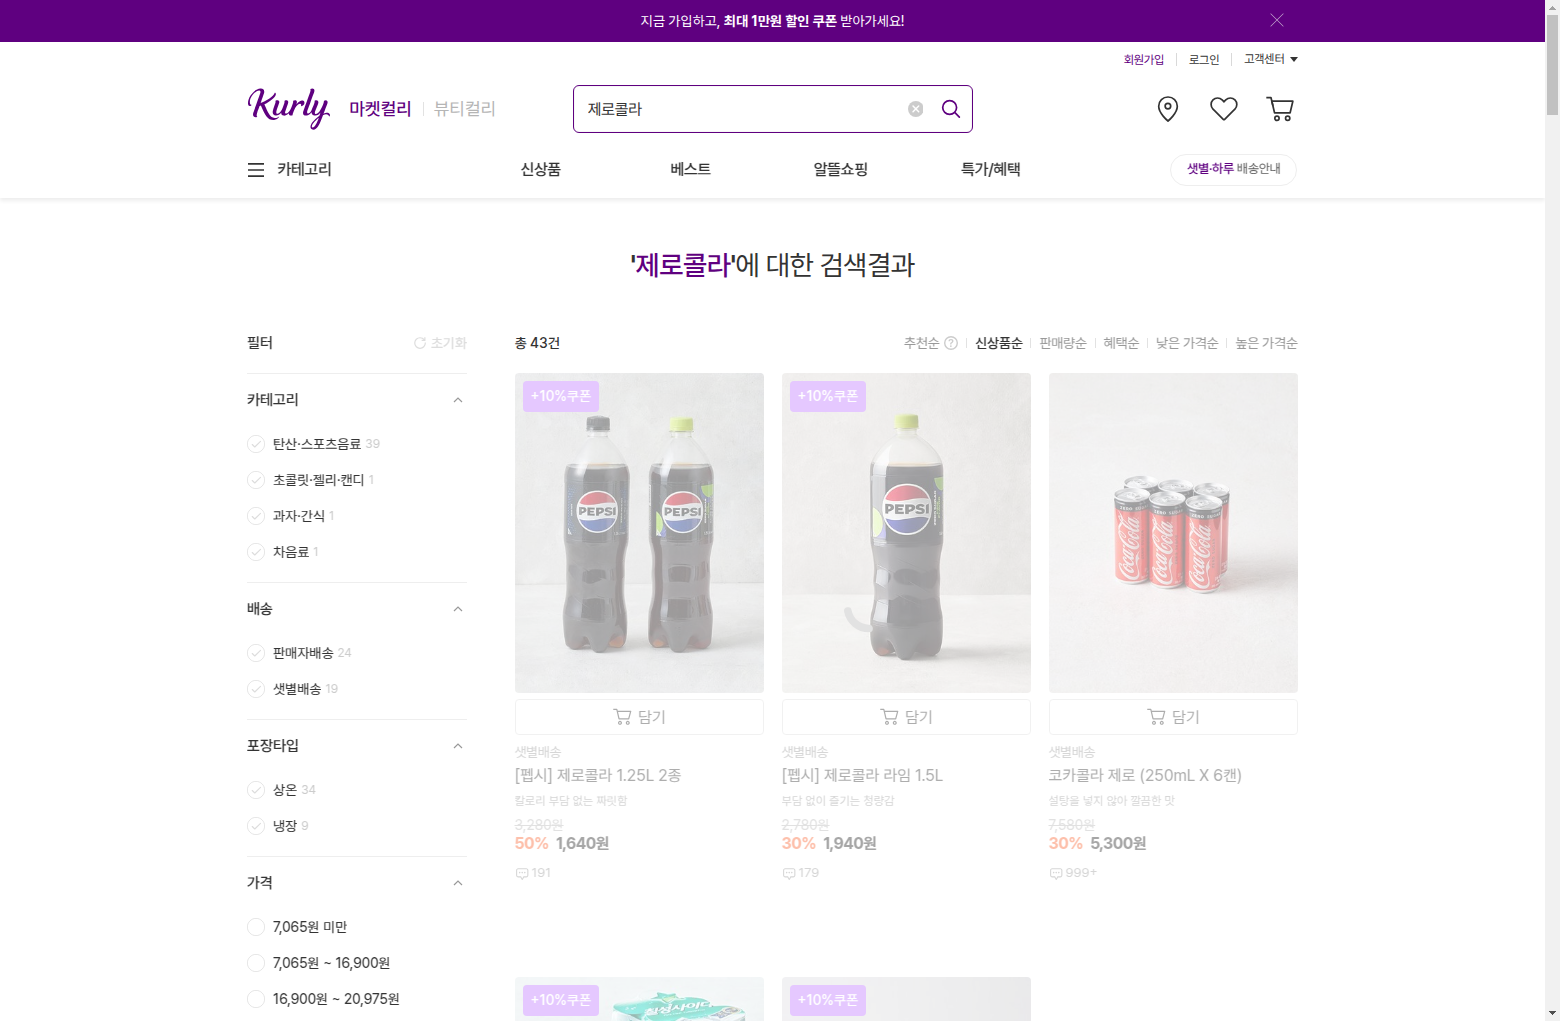 지금 가입하고, 최대 1만원 할인 쿠폰 받아가세요!
회원가입
로그인
고객센터
Kurly
마켓컬리
뷰티컬리
제로콜라
카테고리
신상품
베스트
알뜰쇼핑
특가/혜택
샛별·하루 배송안내
'제로콜라'에 대한 검색결과
필터
초기화
총 43건
추천순
신상품순
판매량순
혜택순
낮은 가격순
높은 가격순
카테고리
탄산·스포츠음료 39
초콜릿·젤리·캔디 1
과자·간식 1
차음료 1
배송
판매자배송 24
샛별배송 19
포장타입
상온 34
냉장 9
가격
7,065원 미만
7,065원 ~ 16,900원
16,900원 ~ 20,975원
+10%쿠폰
PEPSI
PEPSI
담기
샛별배송
[펩시] 제로콜라 1.25L 2종
칼로리 부담 없는 짜릿함
3,280원
50% 1,640원
191
+10%쿠폰
PEPSI
담기
샛별배송
[펩시] 제로콜라 라임 1.5L
부담 없이 즐기는 청량감
2,780원
30% 1,940원
179
Coca-Cola
Coca-Cola
Coca-Cola
담기
샛별배송
코카콜라 제로 (250mL X 6캔)
설탕을 넣지 않아 깔끔한 맛
7,580원
30% 5,300원
999+
+10%쿠폰
칠성사이다
+10%쿠폰